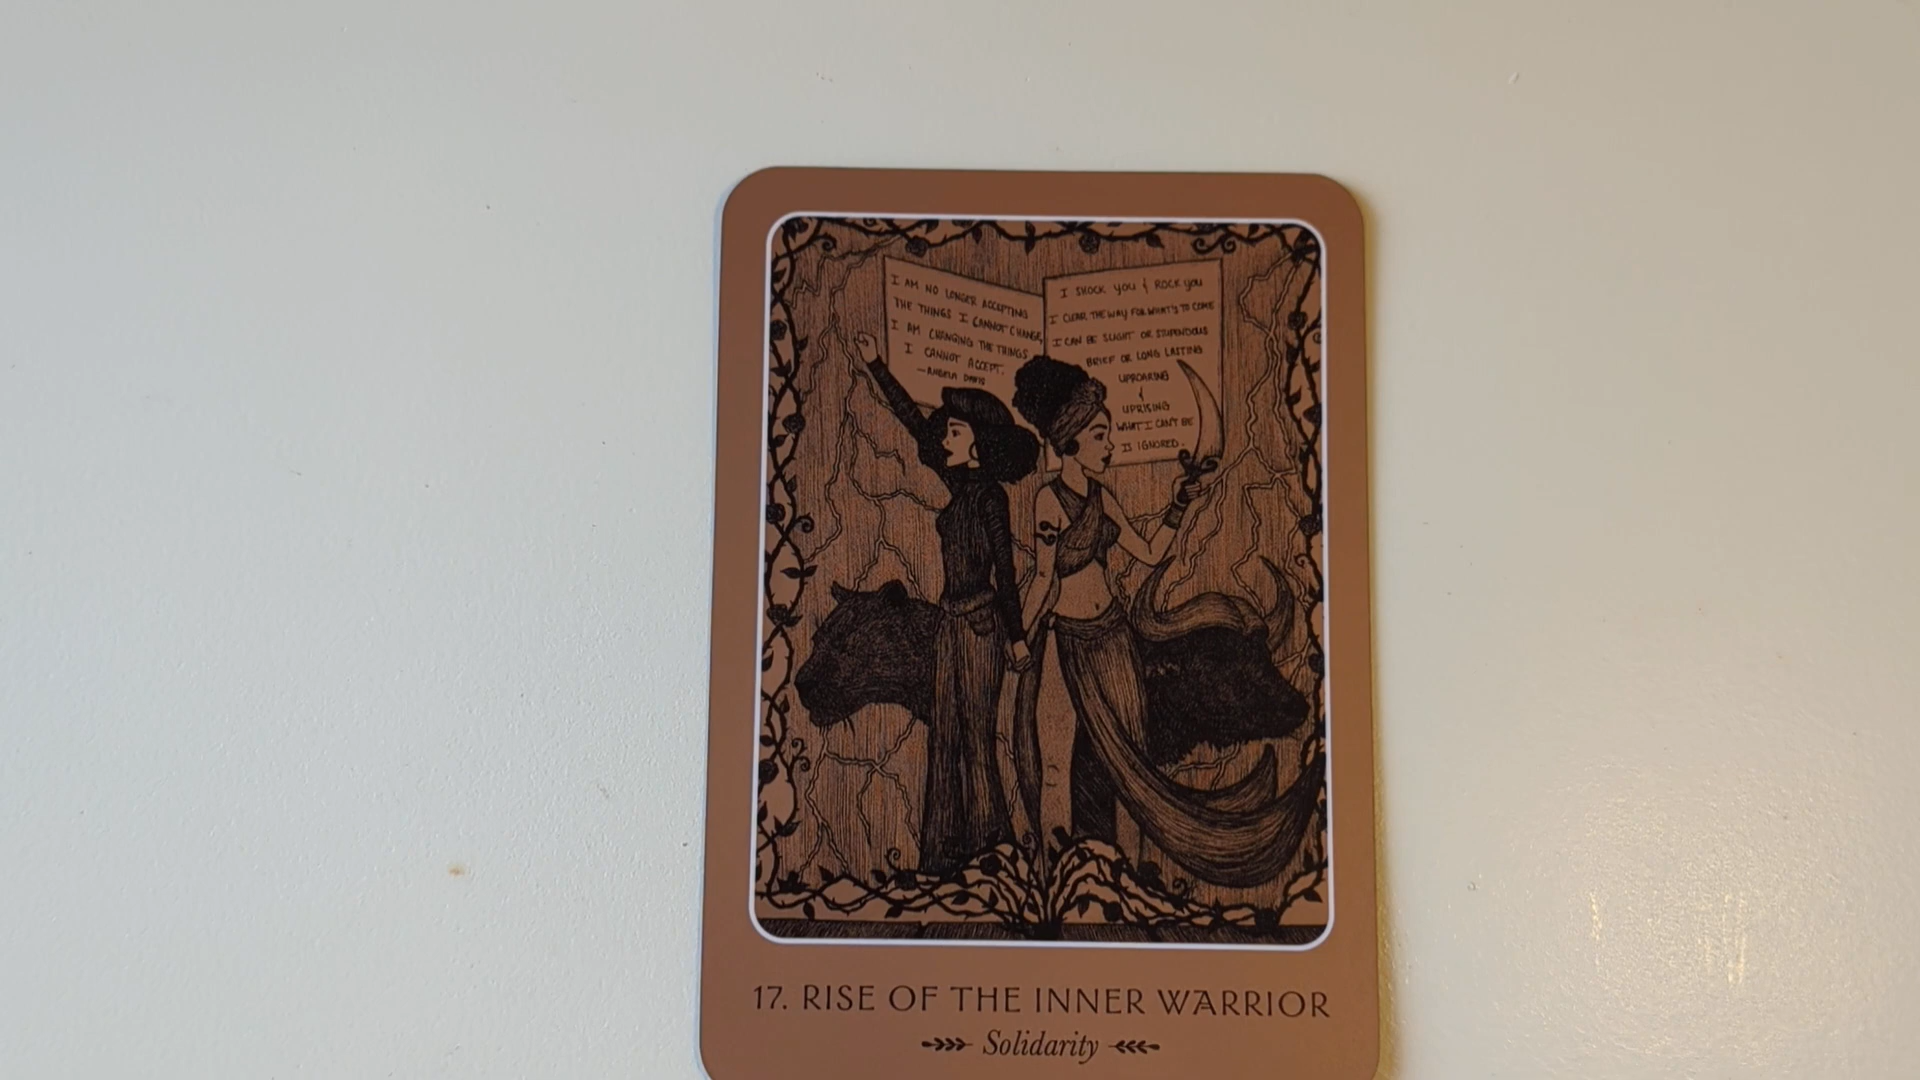 I AM NO LONGER ACCEPTING
THE THINGS I CANNOT CHANGE,
I AM CHANGING THE THINGS
I CANNOT ACCEPT.
—ANGELA DAVIS
I SHOCK YOU & ROCK YOU
I CLEAR THE WAY FOR WHAT'S TO COME
I CAN BE SLIGHT OR STUPENDOUS
BRIEF OR LONG LASTING
UPROARING
&
UPRISING
WHAT I CAN'T BE
IS IGNORED.
17. RISE OF THE INNER WARRIOR
Solidarity